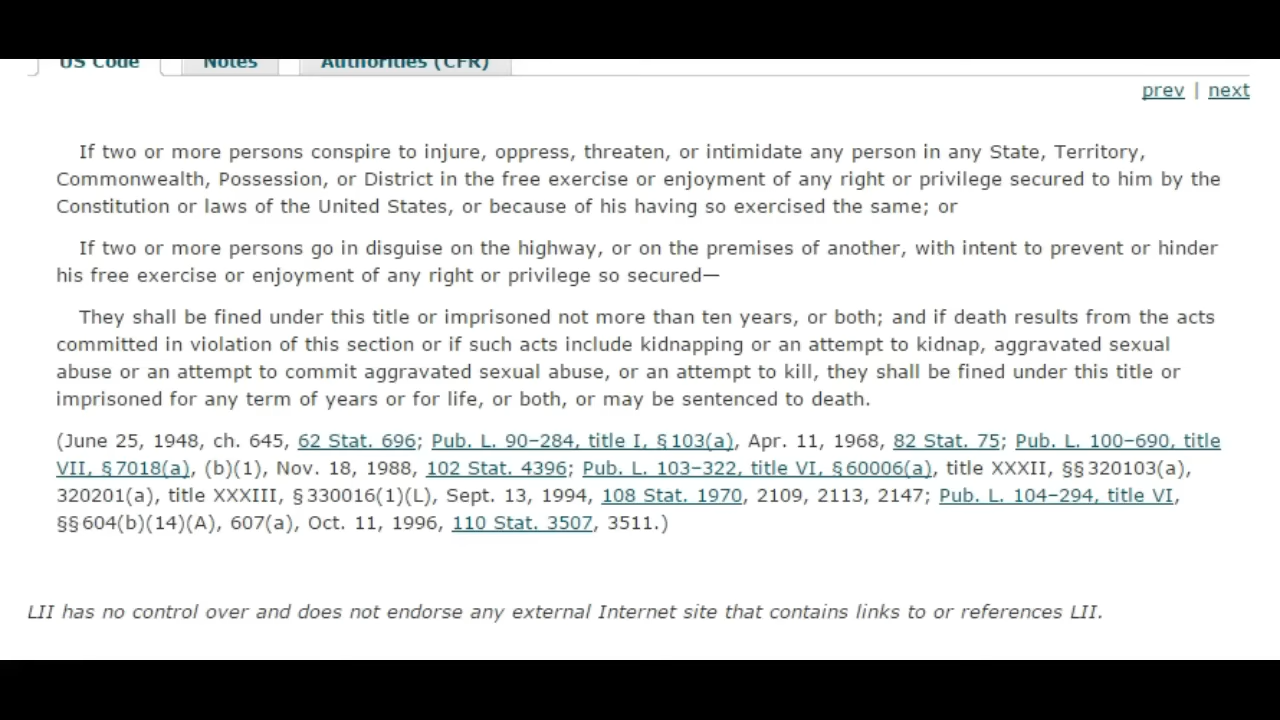 US Code Notes Authorities (CFR)
prev | next
If two or more persons conspire to injure, oppress, threaten, or intimidate any person in any State, Territory,
Commonwealth, Possession, or District in the free exercise or enjoyment of any right or privilege secured to him by the
Constitution or laws of the United States, or because of his having so exercised the same; or
If two or more persons go in disguise on the highway, or on the premises of another, with intent to prevent or hinder
his free exercise or enjoyment of any right or privilege so secured—
They shall be fined under this title or imprisoned not more than ten years, or both; and if death results from the acts
committed in violation of this section or if such acts include kidnapping or an attempt to kidnap, aggravated sexual
abuse or an attempt to commit aggravated sexual abuse, or an attempt to kill, they shall be fined under this title or
imprisoned for any term of years or for life, or both, or may be sentenced to death.
(June 25, 1948, ch. 645, 62 Stat. 696; Pub. L. 90–284, title I, §103(a), Apr. 11, 1968, 82 Stat. 75; Pub. L. 100–690, title
VII, §7018(a), (b)(1), Nov. 18, 1988, 102 Stat. 4396; Pub. L. 103–322, title VI, §60006(a), title XXXII, §§320103(a),
320201(a), title XXXIII, §330016(1)(L), Sept. 13, 1994, 108 Stat. 1970, 2109, 2113, 2147; Pub. L. 104–294, title VI,
§§604(b)(14)(A), 607(a), Oct. 11, 1996, 110 Stat. 3507, 3511.)
LII has no control over and does not endorse any external Internet site that contains links to or references LII.